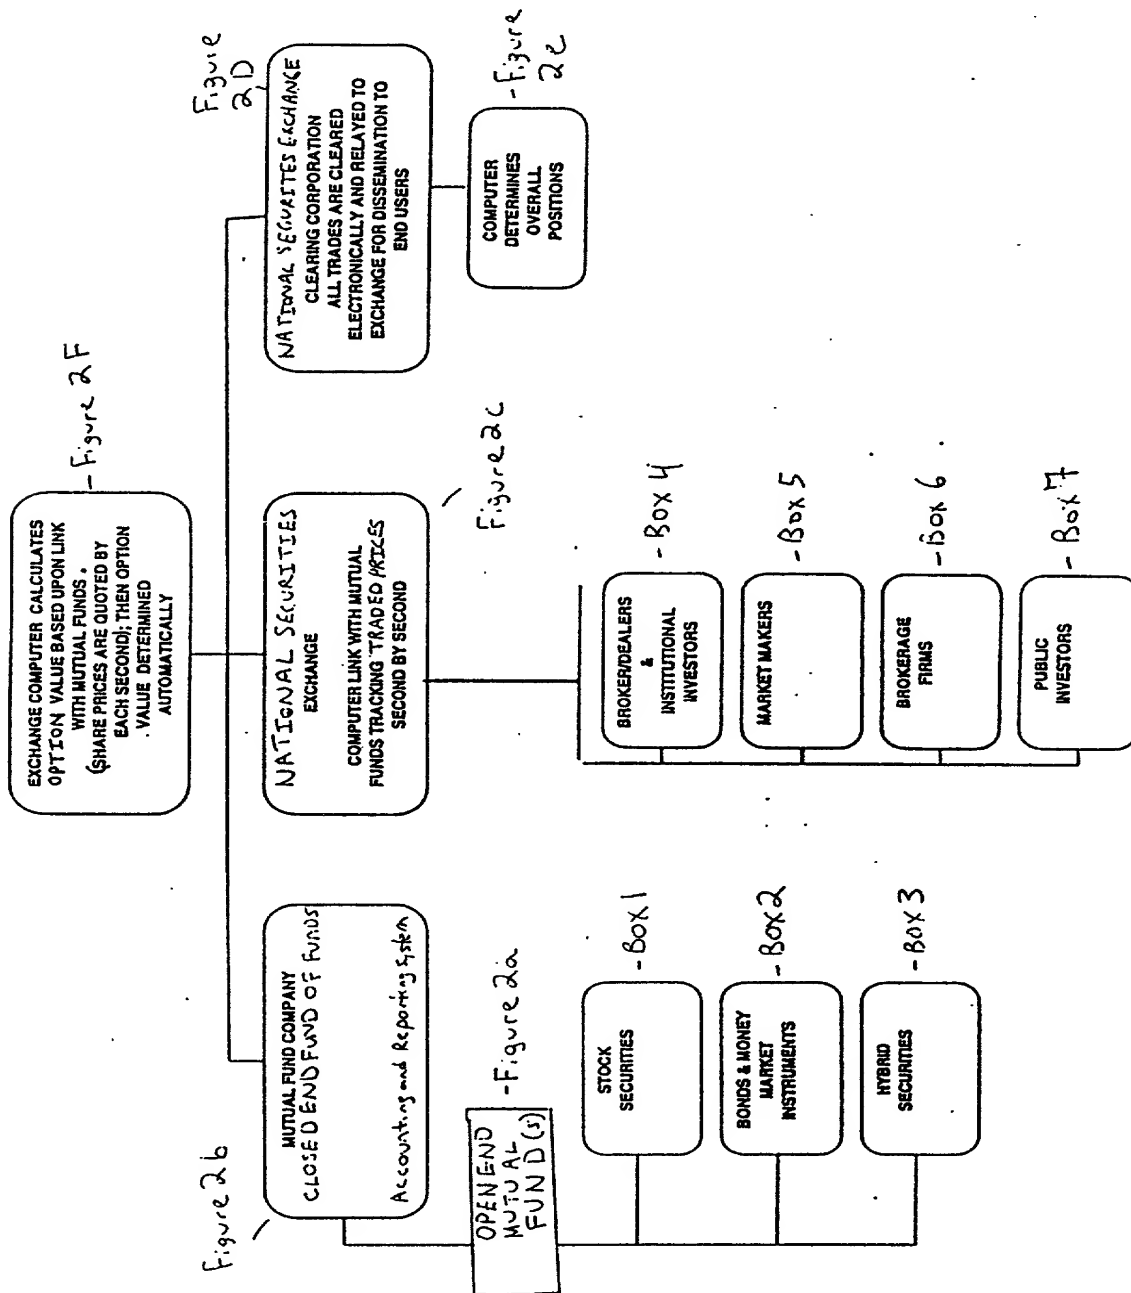 EXCHANGE COMPUTER CALCULATES
OPTION VALUE BASED UPON LINK
WITH MUTUAL FUNDS .
(SHARE PRICES ARE QUOTED BY
EACH SECOND); THEN OPTION
. VALUE DETERMINED
AUTOMATICALLY
- Figure 2F
Figure 2b
MUTUAL FUND COMPANY
CLOSED END FUND OF FUNDS
Accounting and Reporting System
OPEN END
MUTUAL
FUND(s)
- Figure 2a
STOCK
SECURITIES
- Box 1
BONDS & MONEY
MARKET
INSTRUMENTS
- Box 2
HYBRID
SECURITIES
- Box 3
NATIONAL SECURITIES
EXCHANGE
COMPUTER LINK WITH MUTUAL
FUNDS TRACKING TRADED PRICES
SECOND BY SECOND
Figure 2c
BROKER/DEALERS
&
INSTITUTIONAL
INVESTORS
- Box 4
MARKET MAKERS
- Box 5
BROKERAGE
FIRMS
- Box 6
PUBLIC
INVESTORS
- Box 7
Figure
2D
NATIONAL SECURITES EXCHANGE
CLEARING CORPORATION
ALL TRADES ARE CLEARED
ELECTRONICALLY AND RELAYED TO
EXCHANGE FOR DISSEMINATION TO
END USERS
COMPUTER
DETERMINES
OVERALL
POSITIONS
- Figure
2e